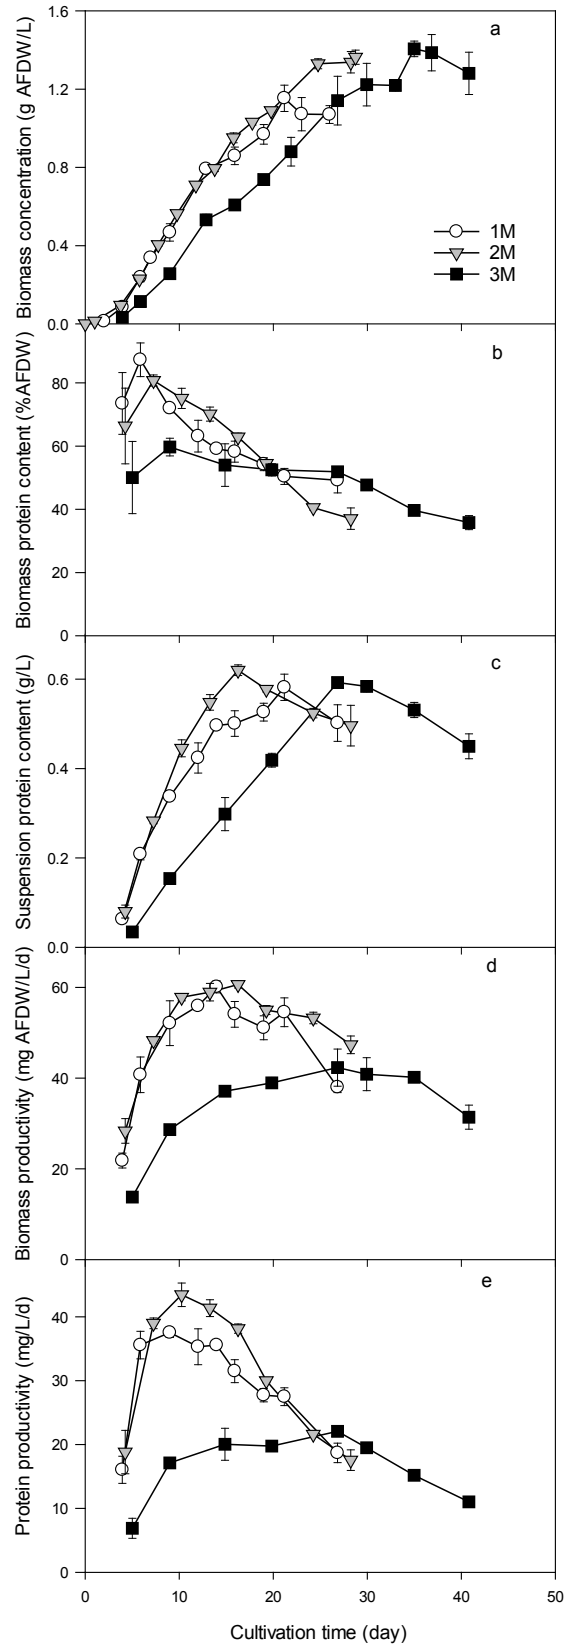 1.6
a
1.2
0.8
0.4
0.0
Biomass concentration (g AFDW/L)
1M
2M
3M
b
80
60
40
20
0
Biomass protein content (%AFDW)
c
0.6
0.4
0.2
0.0
Suspension protein content (g/L)
d
60
40
20
0
Biomass productivity (mg AFDW/L/d)
e
40
30
20
10
0
Protein productivity (mg/L/d)
0 10 20 30 40 50
Cultivation time (day)